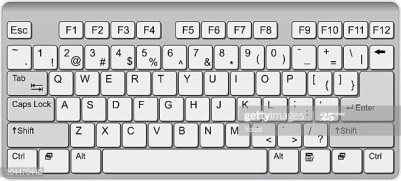 Esc F1 F2 F3 F4 F5 F6 F7 F8 F9 F10 F11 F12
~ ! @ # $ % ^ & * ( ) _ + |
` 1 2 3 4 5 6 7 8 9 0 - = \
Tab Q W E R T Y U I O P { [ } ]
Caps Lock A S D F G H J K L ; ' Enter
Shift Z X C V B N M < > / ? Shift
Ctrl Alt Alt Ctrl
gettyimages